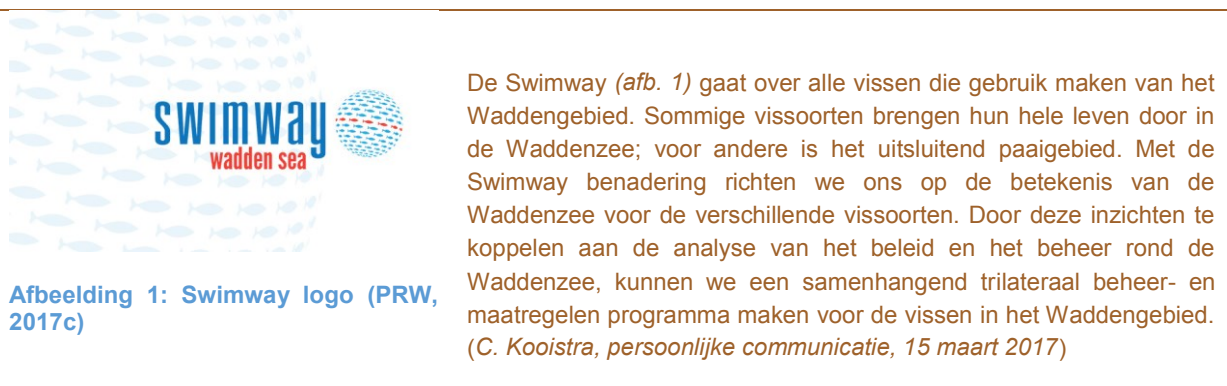 swimway
wadden sea
Afbeelding 1: Swimway logo (PRW,
2017c)
De Swimway (afb. 1) gaat over alle vissen die gebruik maken van het
Waddengebied. Sommige vissoorten brengen hun hele leven door in
de Waddenzee; voor andere is het uitsluitend paaigebied. Met de
Swimway benadering richten we ons op de betekenis van de
Waddenzee voor de verschillende vissoorten. Door deze inzichten te
koppelen aan de analyse van het beleid en het beheer rond de
Waddenzee, kunnen we een samenhangend trilateraal beheer- en
maatregelen programma maken voor de vissen in het Waddengebied.
(C. Kooistra, persoonlijke communicatie, 15 maart 2017)